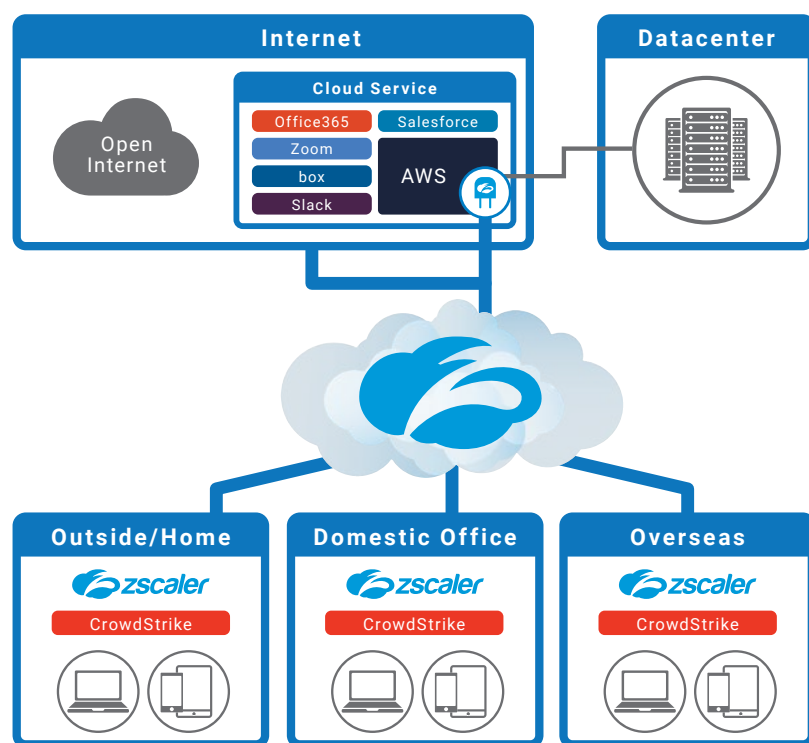 Internet
Datacenter
Cloud Service
Open
Internet
Office365
Salesforce
Zoom
box
AWS
Slack
Outside/Home
Domestic Office
Overseas
zscaler
zscaler
zscaler
CrowdStrike
CrowdStrike
CrowdStrike